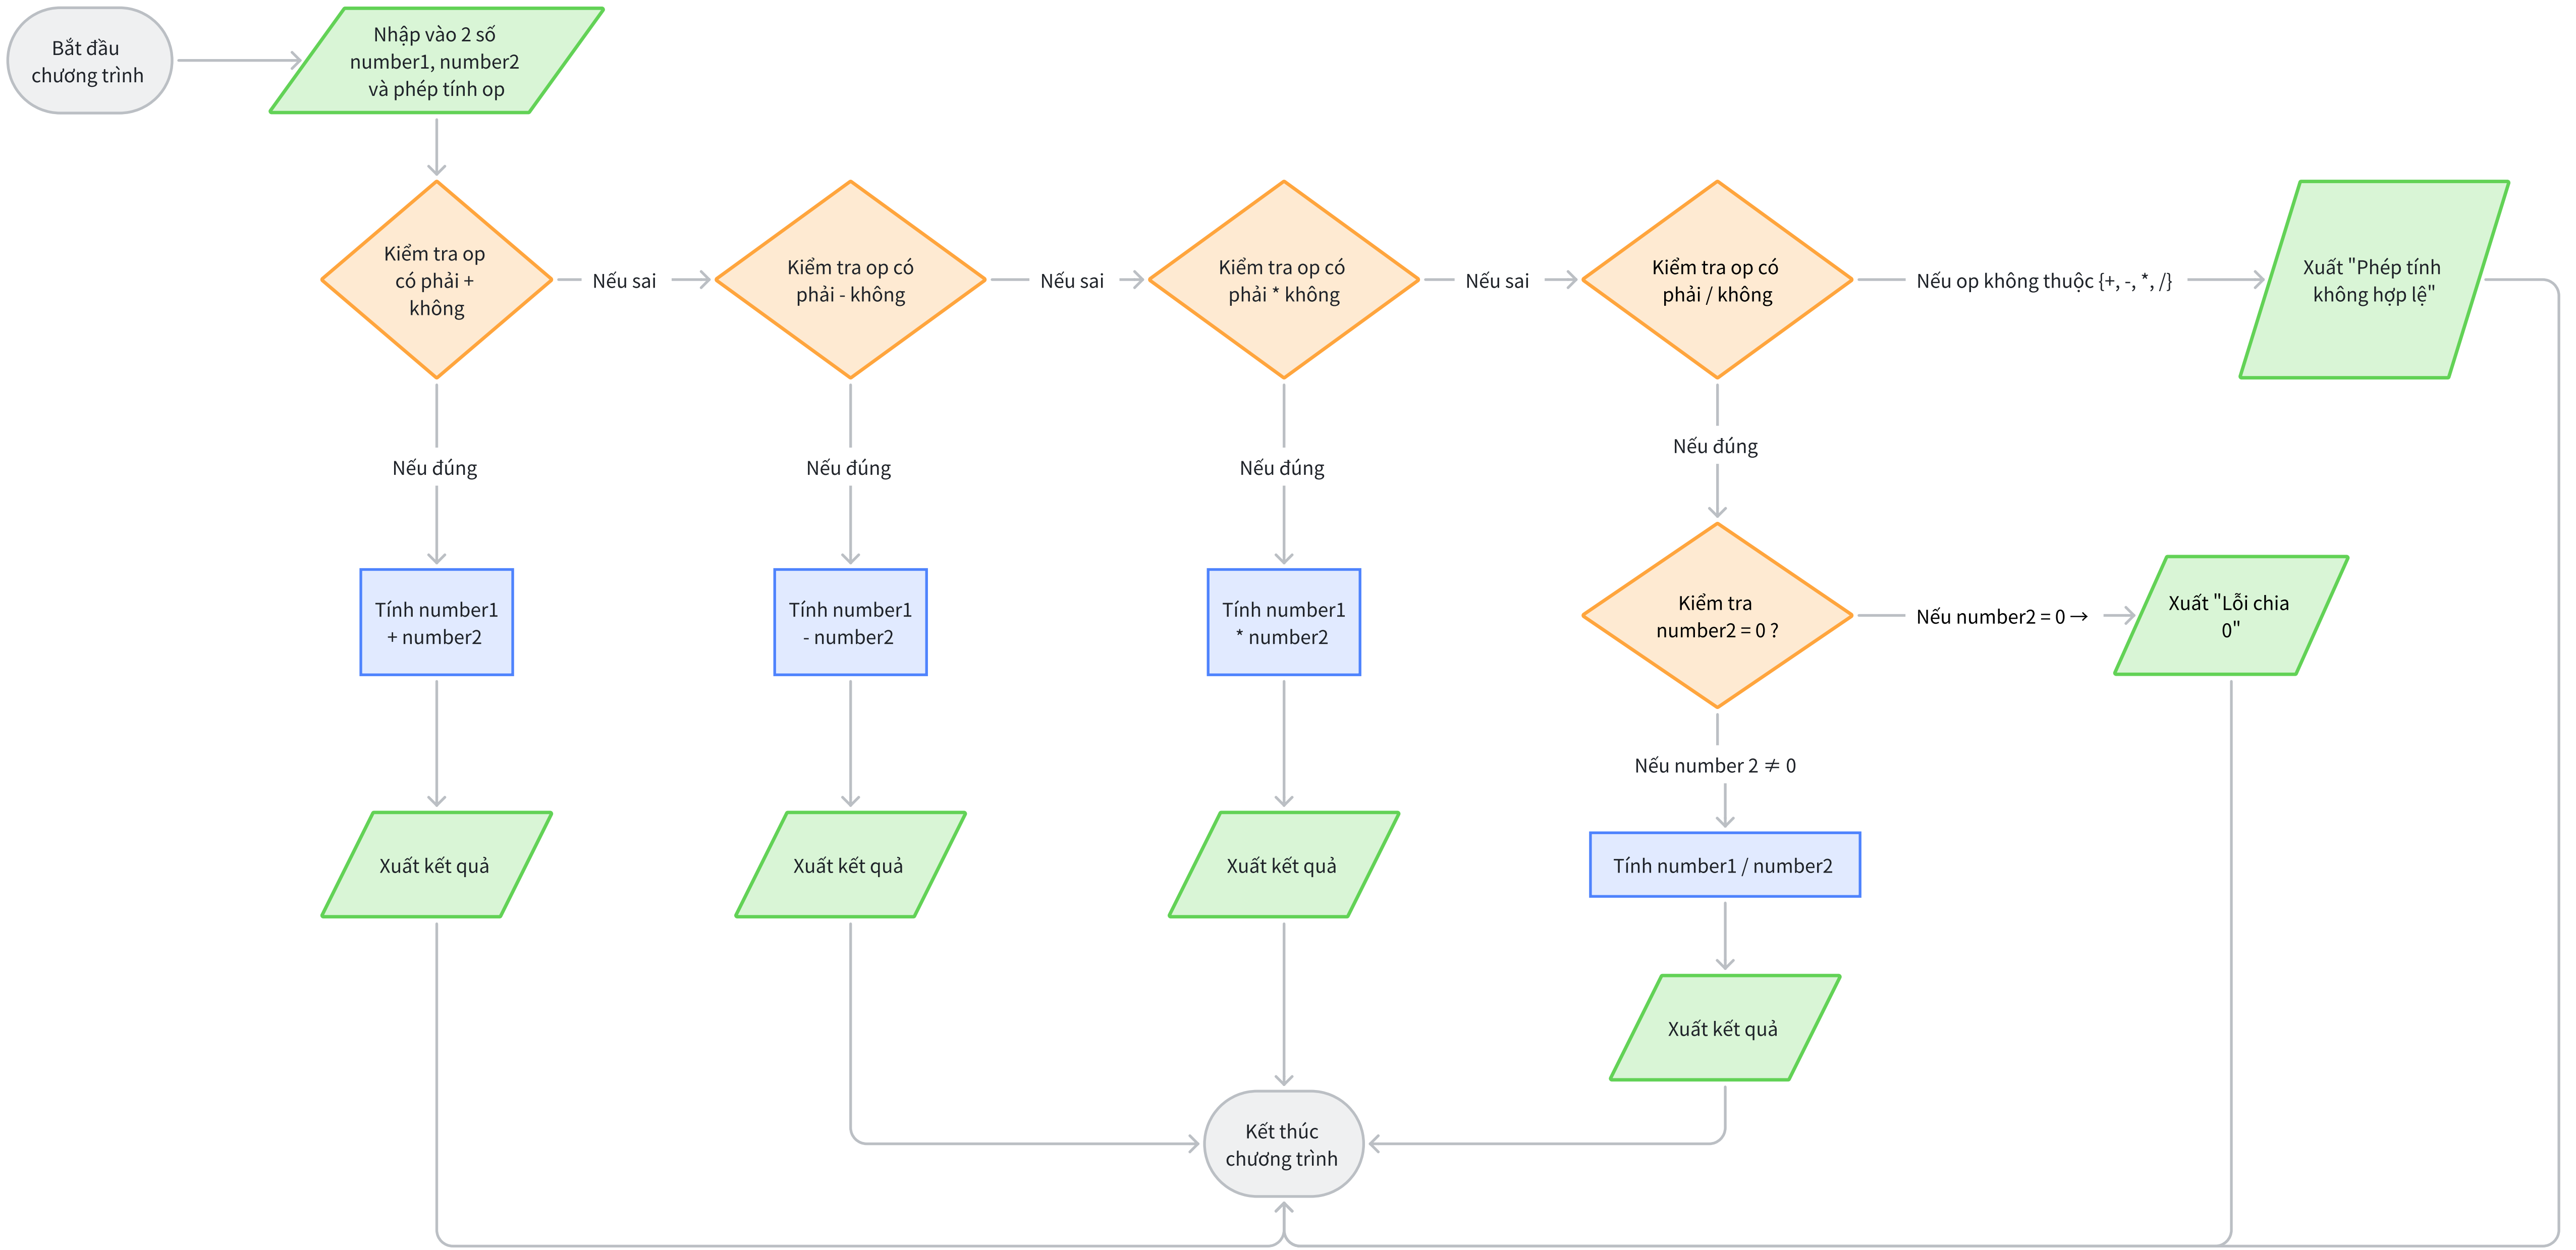 Bắt đầu
chương trình
Nhập vào 2 số
number1, number2
và phép tính op
Kiểm tra op
có phải +
không
Nếu sai
Kiểm tra op có
phải - không
Nếu sai
Kiểm tra op có
phải * không
Nếu sai
Kiểm tra op có
phải / không
Nếu op không thuộc {+, -, *, /}
Xuất "Phép tính
không hợp lệ"
Nếu đúng
Nếu đúng
Nếu đúng
Nếu đúng
Tính number1
+ number2
Tính number1
- number2
Tính number1
* number2
Kiểm tra
number2 = 0 ?
Nếu number2 = 0 →
Xuất "Lỗi chia
0"
Nếu number 2 ≠ 0
Xuất kết quả
Xuất kết quả
Xuất kết quả
Tính number1 / number2
Xuất kết quả
Kết thúc
chương trình